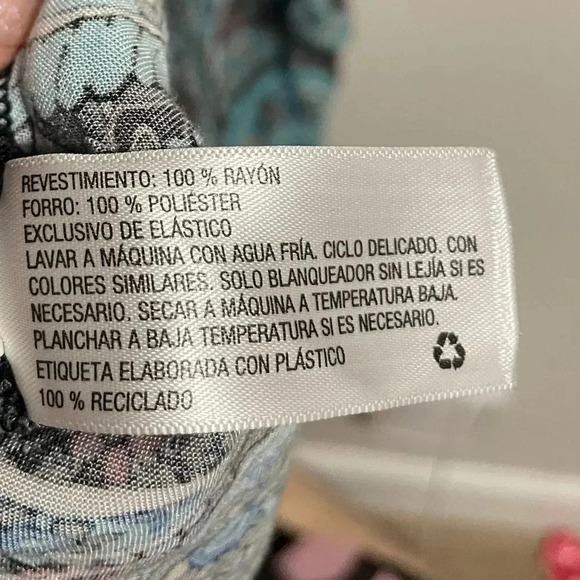 REVESTIMIENTO: 100 % RAYÓN
FORRO: 100 % POLIÉSTER
EXCLUSIVO DE ELÁSTICO
LAVAR A MÁQUINA CON AGUA FRÍA. CICLO DELICADO. CON
COLORES SIMILARES. SOLO BLANQUEADOR SIN LEJÍA SI ES
NECESARIO. SECAR A MÁQUINA A TEMPERATURA BAJA.
PLANCHAR A BAJA TEMPERATURA SI ES NECESARIO.
ETIQUETA ELABORADA CON PLÁSTICO
100 % RECICLADO